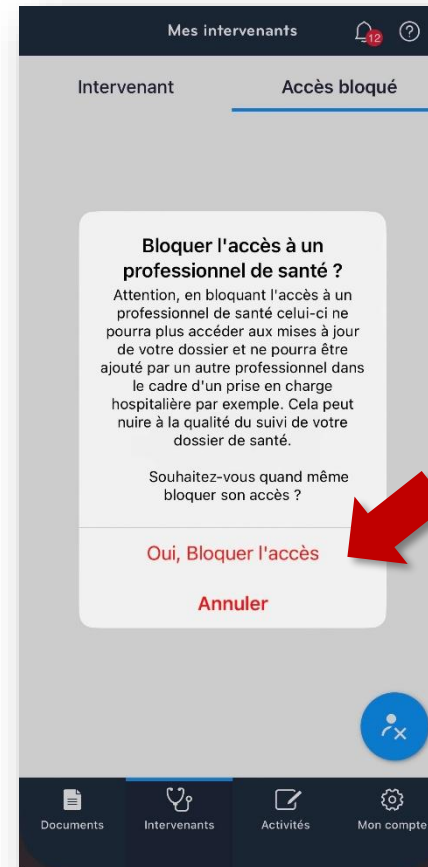 Mes intervenants
12
?
Intervenant
Accès bloqué
Bloquer l'accès à un
professionnel de santé ?
Attention, en bloquant l'accès à un
professionnel de santé celui-ci ne
pourra plus accéder aux mises à jour
de votre dossier et ne pourra être
ajouté par un autre professionnel dans
le cadre d'un prise en charge
hospitalière par exemple. Cela peut
nuire à la qualité du suivi de votre
dossier de santé.
Souhaitez-vous quand même
bloquer son accès ?
Oui, Bloquer l'accès
Annuler
Documents
Intervenants
Activités
Mon compte